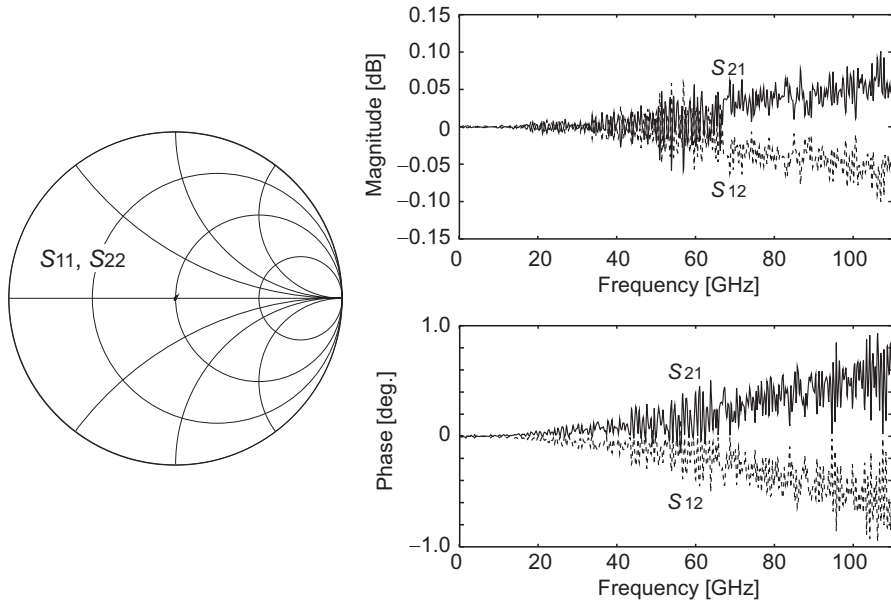 S11, S22
0.15
0.10
0.05
0
−0.05
−0.10
−0.15
Magnitude [dB]
S21
S12
0 20 40 60 80 100
Frequency [GHz]
1.0
0
−1.0
Phase [deg.]
S21
S12
0 20 40 60 80 100
Frequency [GHz]